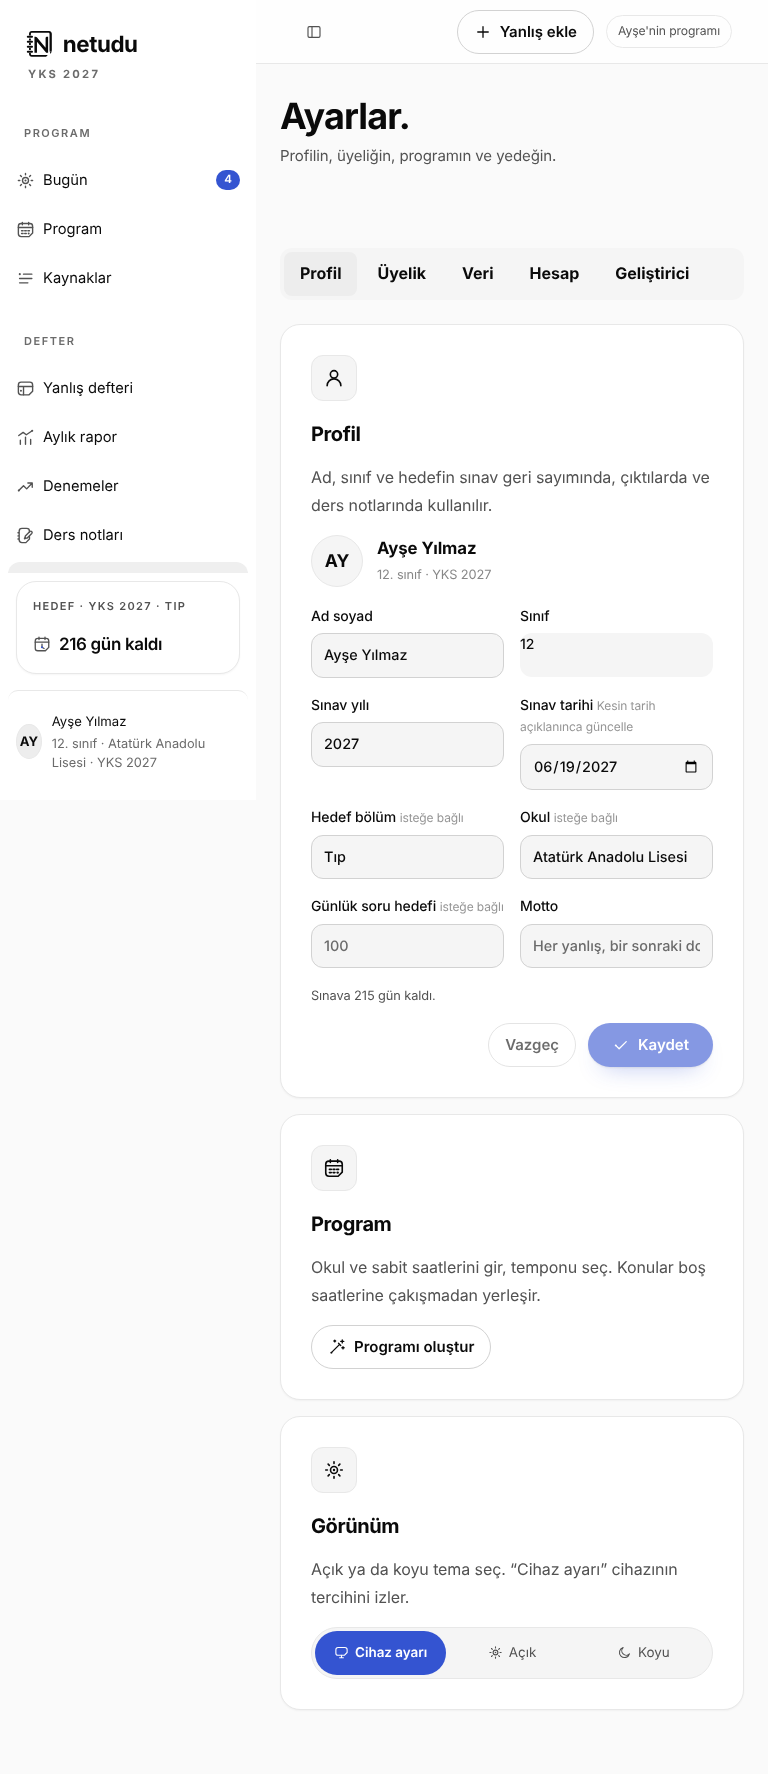 netudu
YKS 2027
PROGRAM
Bugün
4
Program
Kaynaklar
DEFTER
Yanlış defteri
Aylık rapor
Denemeler
Ders notları
HEDEF · YKS 2027 · TIP
216 gün kaldı
AY
Ayşe Yılmaz
12. sınıf · Atatürk Anadolu
Lisesi · YKS 2027
Yanlış ekle
Ayşe'nin programı
Ayarlar.
Profilin, üyeliğin, programın ve yedeğin.
Profil
Üyelik
Veri
Hesap
Geliştirici
Profil
Ad, sınıf ve hedefin sınav geri sayımında, çıktılarda ve
ders notlarında kullanılır.
AY
Ayşe Yılmaz
12. sınıf · YKS 2027
Ad soyad
Ayşe Yılmaz
Sınıf
12
Sınav yılı
2027
Sınav tarihi Kesin tarih
açıklanınca güncelle
06/19/2027
Hedef bölüm isteğe bağlı
Tıp
Okul isteğe bağlı
Atatürk Anadolu Lisesi
Günlük soru hedefi isteğe bağlı
100
Motto
Her yanlış, bir sonraki do
Sınava 215 gün kaldı.
Vazgeç
Kaydet
Program
Okul ve sabit saatlerini gir, temponu seç. Konular boş
saatlerine çakışmadan yerleşir.
Programı oluştur
Görünüm
Açık ya da koyu tema seç. “Cihaz ayarı” cihazının
tercihini izler.
Cihaz ayarı
Açık
Koyu